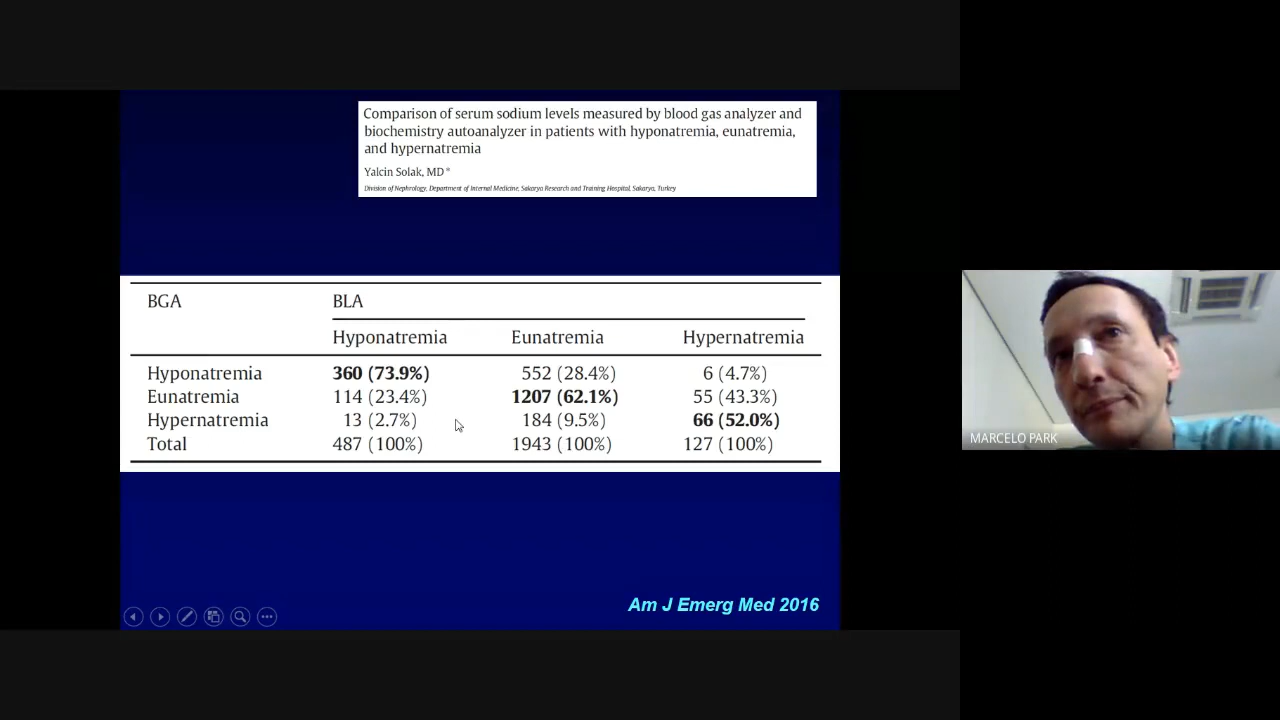 Comparison of serum sodium levels measured by blood gas analyzer and
biochemistry autoanalyzer in patients with hyponatremia, eunatremia,
and hypernatremia
Yalcin Solak, MD*
Division of Nephrology, Department of Internal Medicine, Sakarya Research and Training Hospital, Sakarya, Turkey
BGA BLA
Hyponatremia Eunatremia Hypernatremia
Hyponatremia 360 (73.9%) 552 (28.4%) 6 (4.7%)
Eunatremia 114 (23.4%) 1207 (62.1%) 55 (43.3%)
Hypernatremia 13 (2.7%) 184 (9.5%) 66 (52.0%)
Total 487 (100%) 1943 (100%) 127 (100%)
MARCELO PARK
Am J Emerg Med 2016